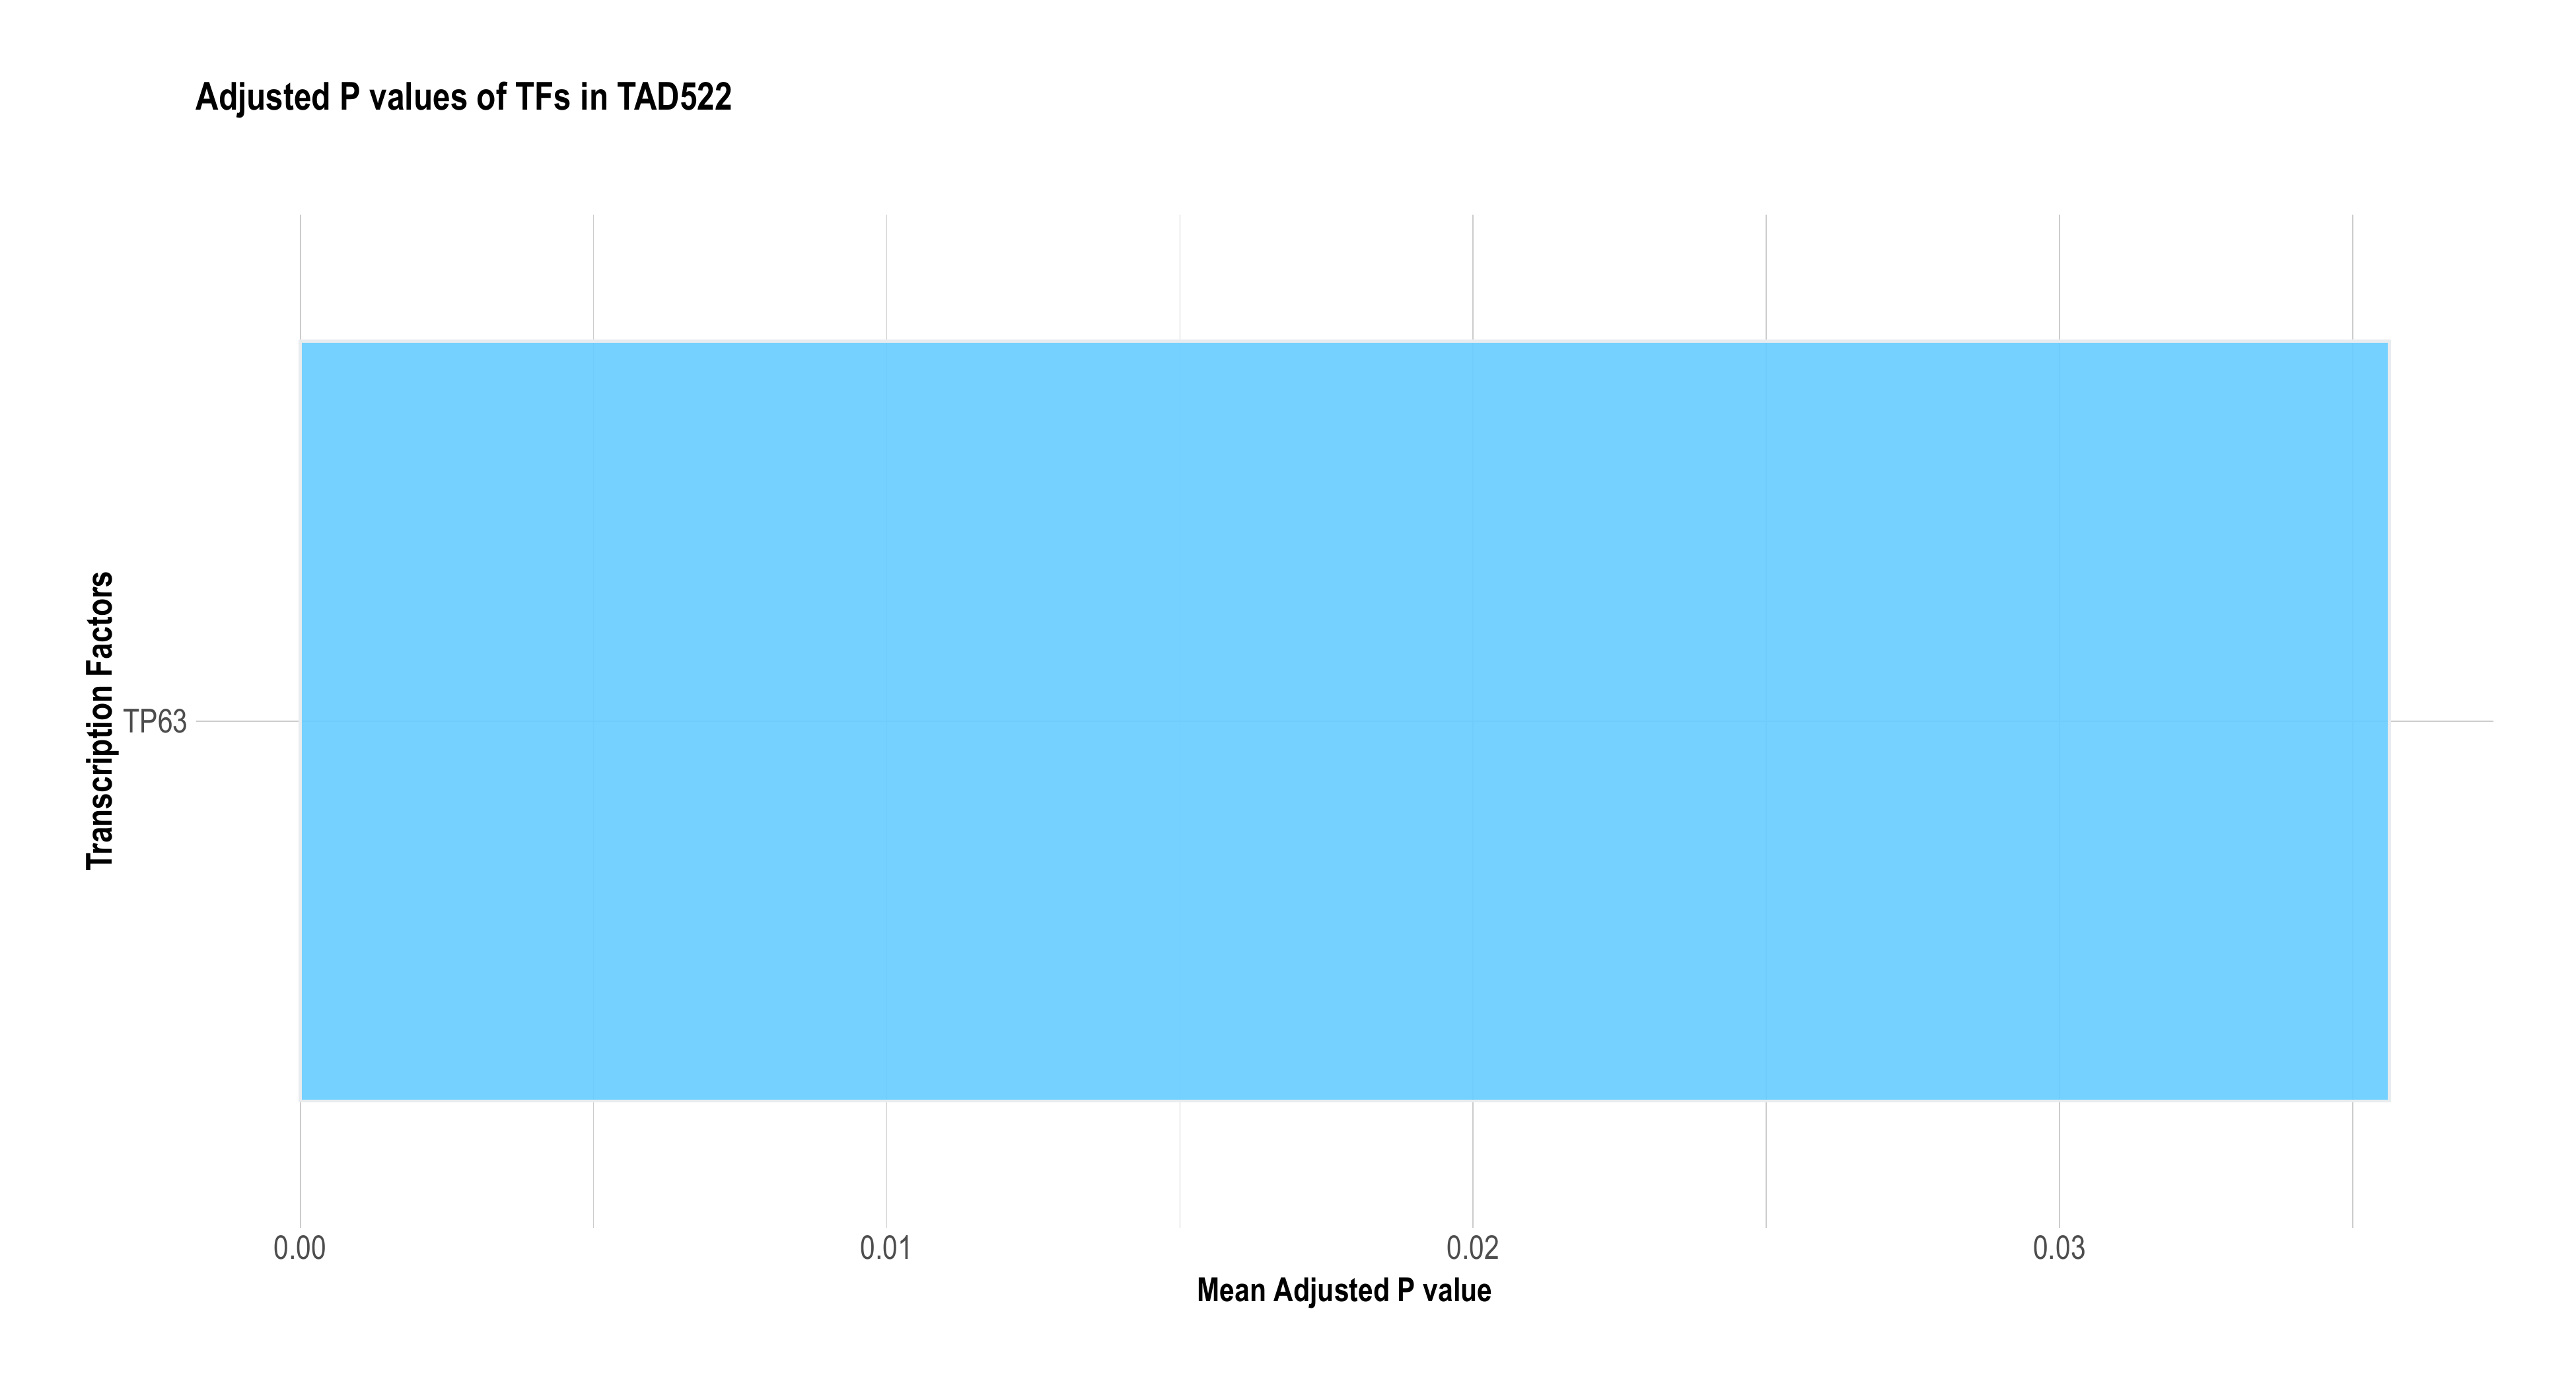 Adjusted P values of TFs in TAD522
Transcription Factors
TP63
0.00
0.01
0.02
0.03
Mean Adjusted P value